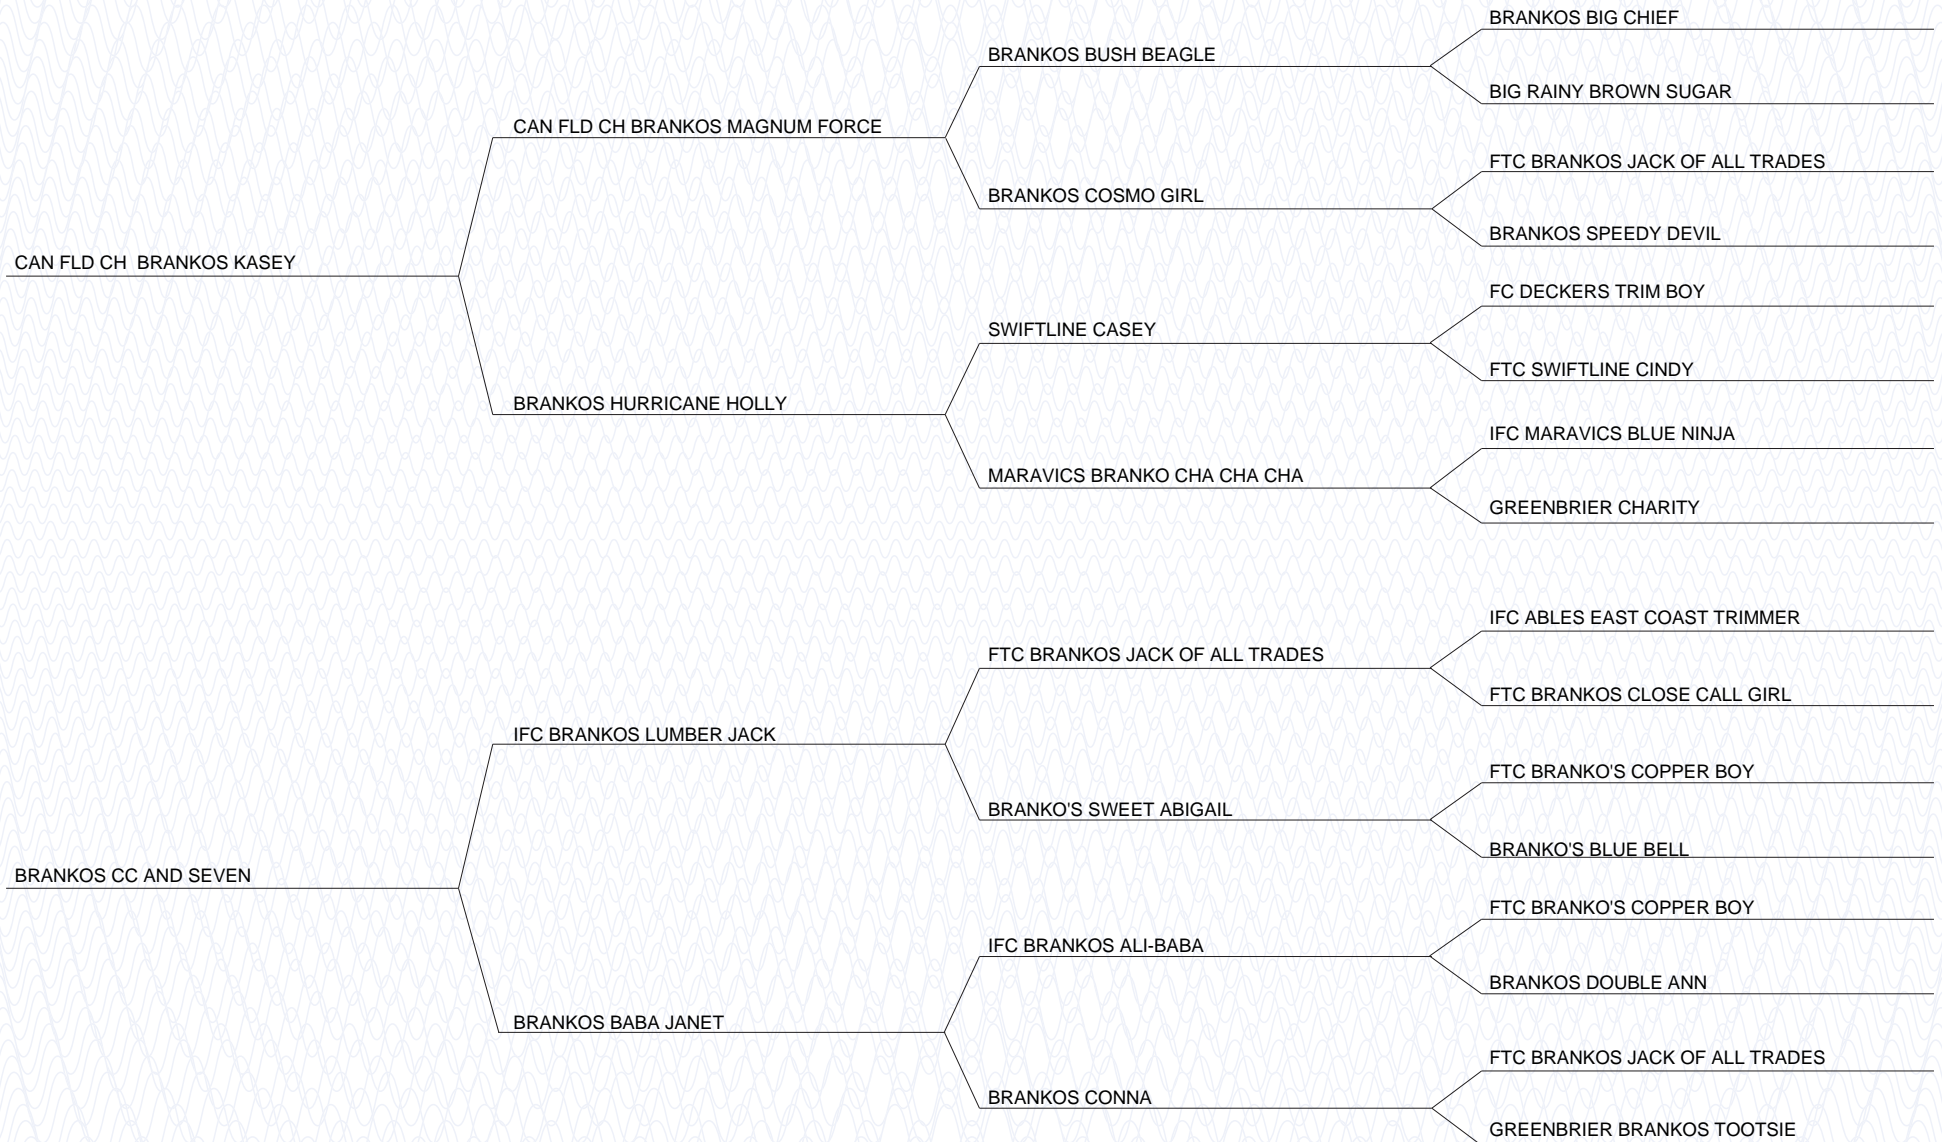 BRANKOS BIG CHIEF
BRANKOS BUSH BEAGLE
BIG RAINY BROWN SUGAR
CAN FLD CH BRANKOS MAGNUM FORCE
FTC BRANKOS JACK OF ALL TRADES
BRANKOS COSMO GIRL
BRANKOS SPEEDY DEVIL
CAN FLD CH  BRANKOS KASEY
FC DECKERS TRIM BOY
SWIFTLINE CASEY
FTC SWIFTLINE CINDY
BRANKOS HURRICANE HOLLY
IFC MARAVICS BLUE NINJA
MARAVICS BRANKO CHA CHA CHA
GREENBRIER CHARITY
IFC ABLES EAST COAST TRIMMER
FTC BRANKOS JACK OF ALL TRADES
FTC BRANKOS CLOSE CALL GIRL
IFC BRANKOS LUMBER JACK
FTC BRANKO'S COPPER BOY
BRANKO'S SWEET ABIGAIL
BRANKO'S BLUE BELL
BRANKOS CC AND SEVEN
FTC BRANKO'S COPPER BOY
IFC BRANKOS ALI-BABA
BRANKOS DOUBLE ANN
BRANKOS BABA JANET
FTC BRANKOS JACK OF ALL TRADES
BRANKOS CONNA
GREENBRIER BRANKOS TOOTSIE